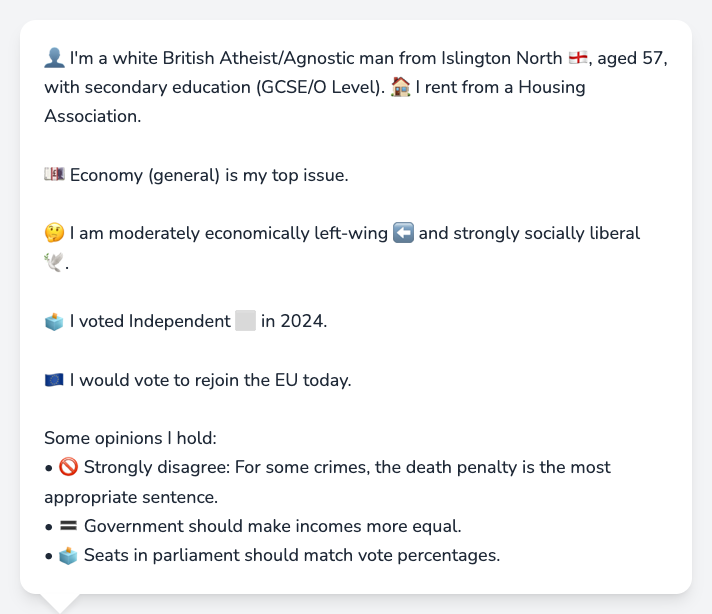 👤 I'm a white British Atheist/Agnostic man from Islington North 🏴󠁧󠁢󠁥󠁮󠁧󠁿, aged 57,
with secondary education (GCSE/O Level). 🏠 I rent from a Housing
Association.
💷 Economy (general) is my top issue.
🤔 I am moderately economically left-wing ⬅️ and strongly socially liberal
🕊️.
🗳️ I voted Independent ⬜ in 2024.
🇪🇺 I would vote to rejoin the EU today.
Some opinions I hold:
• 🚫 Strongly disagree: For some crimes, the death penalty is the most
appropriate sentence.
• 🟰 Government should make incomes more equal.
• 🗳️ Seats in parliament should match vote percentages.